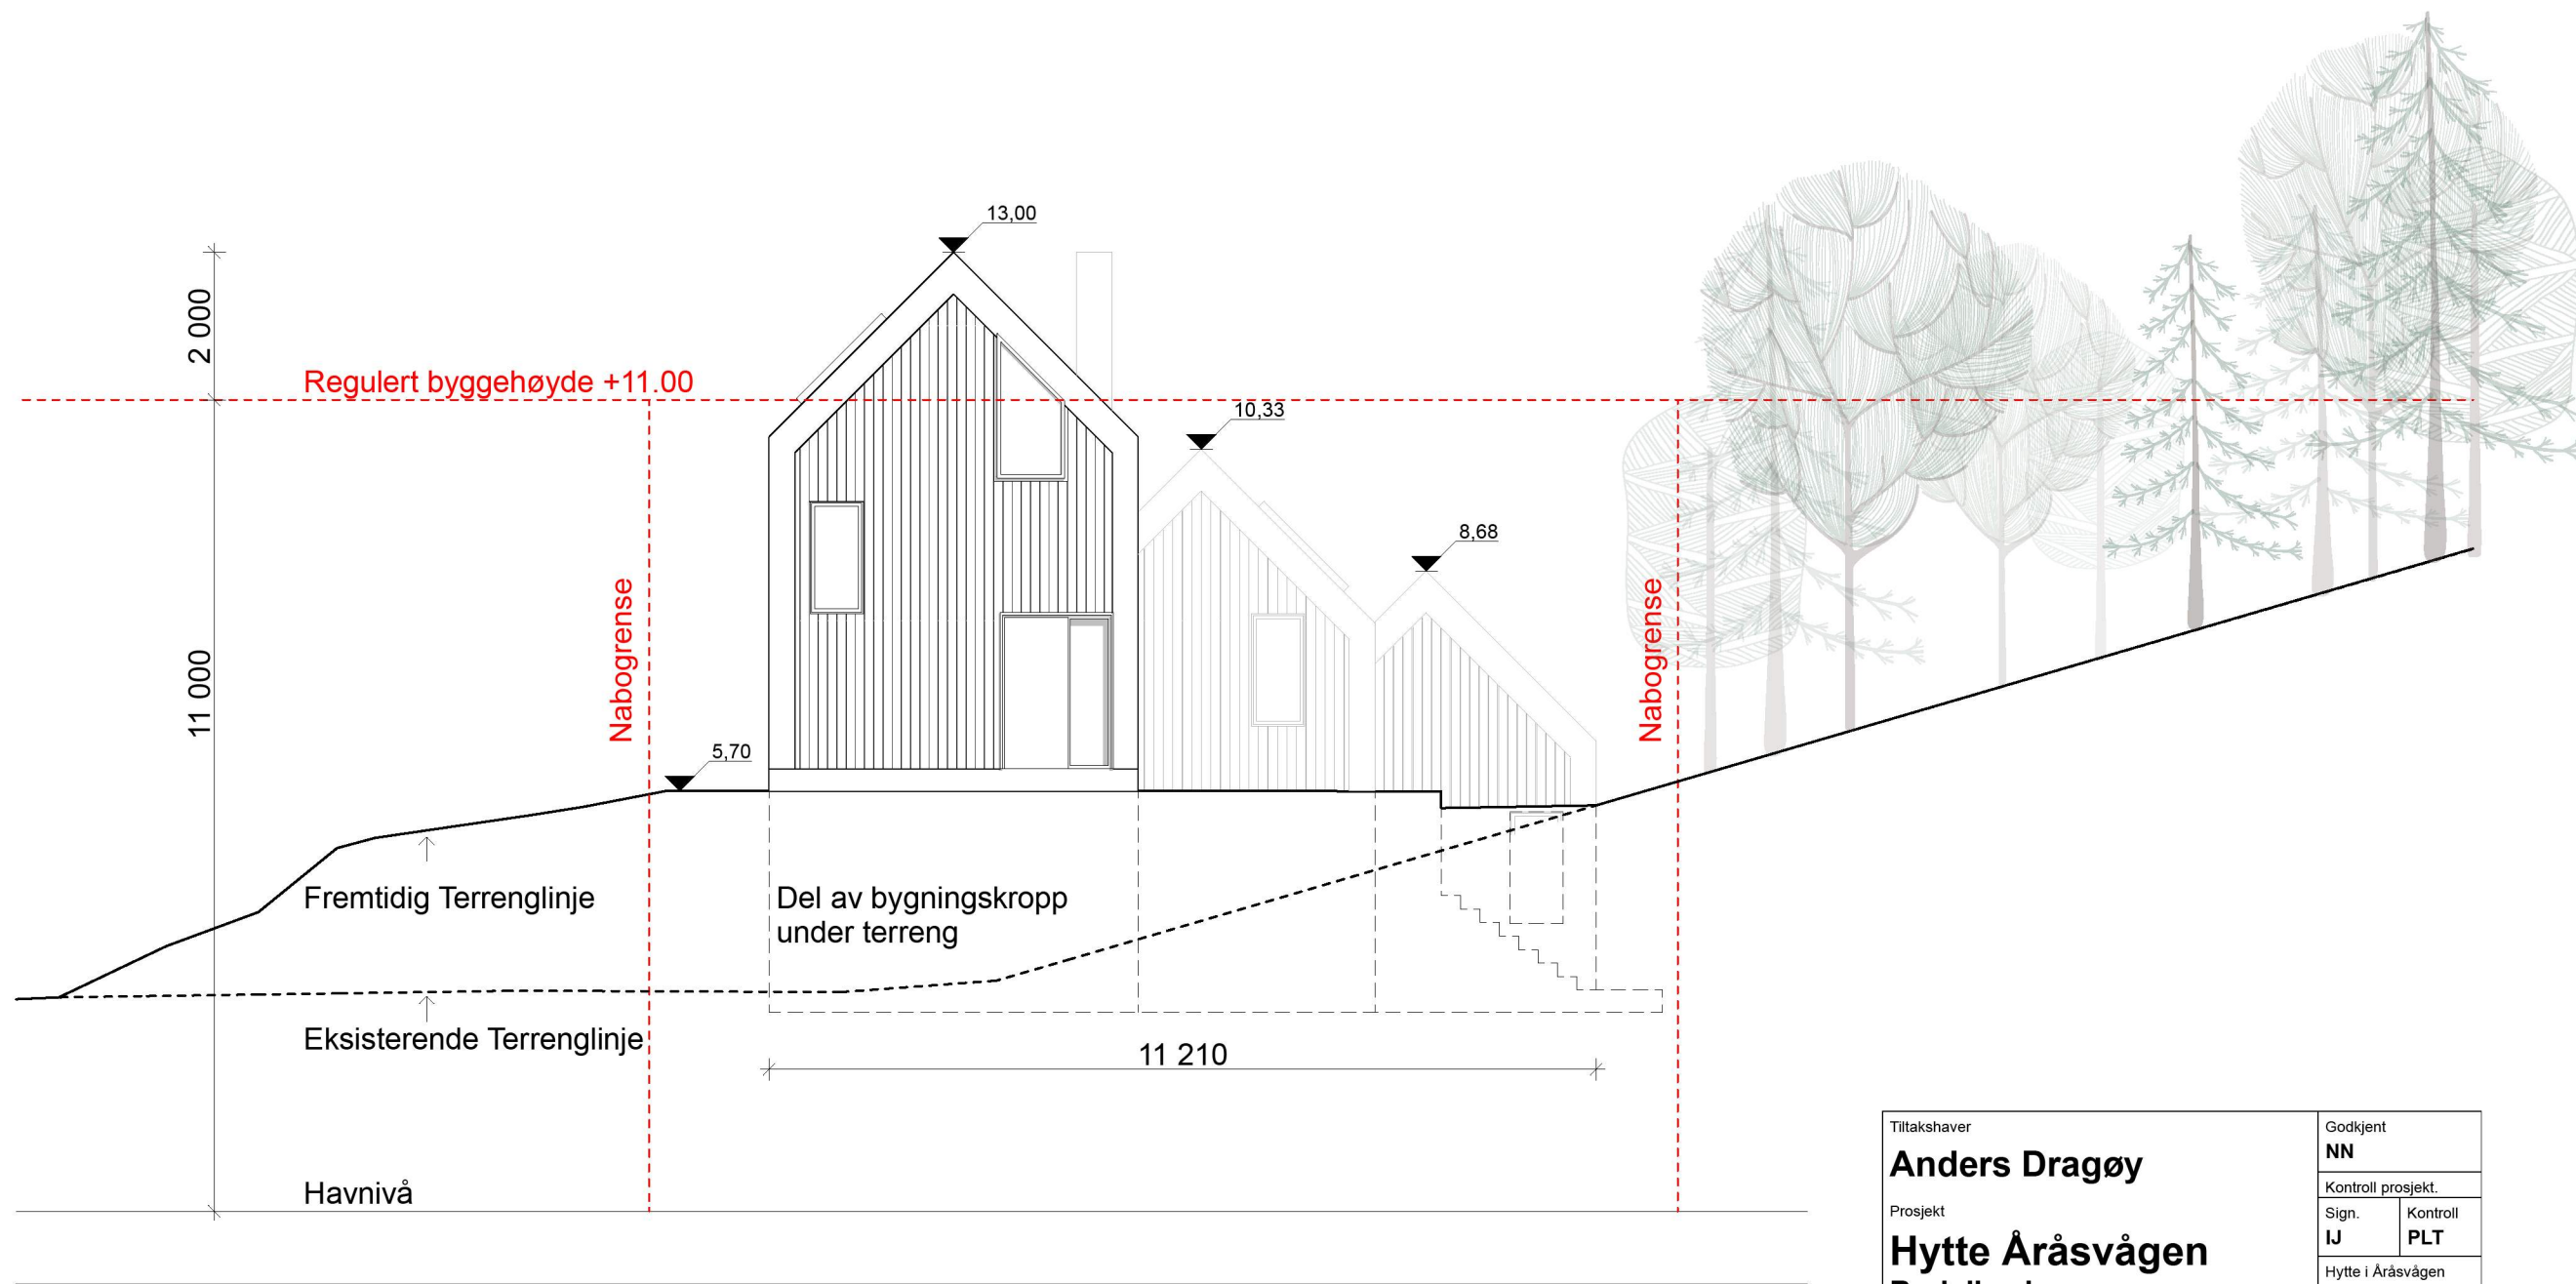 13,00
2 000
Regulert byggehøyde +11.00
10,33
8,68
Nabogrense
Nabogrense
11 000
5,70
Fremtidig Terrenglinje
Del av bygningskropp
under terreng
Eksisterende Terrenglinje
11 210
Havnivå
Tiltakshaver
Anders Dragøy
Godkjent
NN
Kontroll prosjekt.
Prosjekt
Hytte Åråsvågen
Sign.
IJ
Kontroll
PLT
Hytte i Åråsvågen